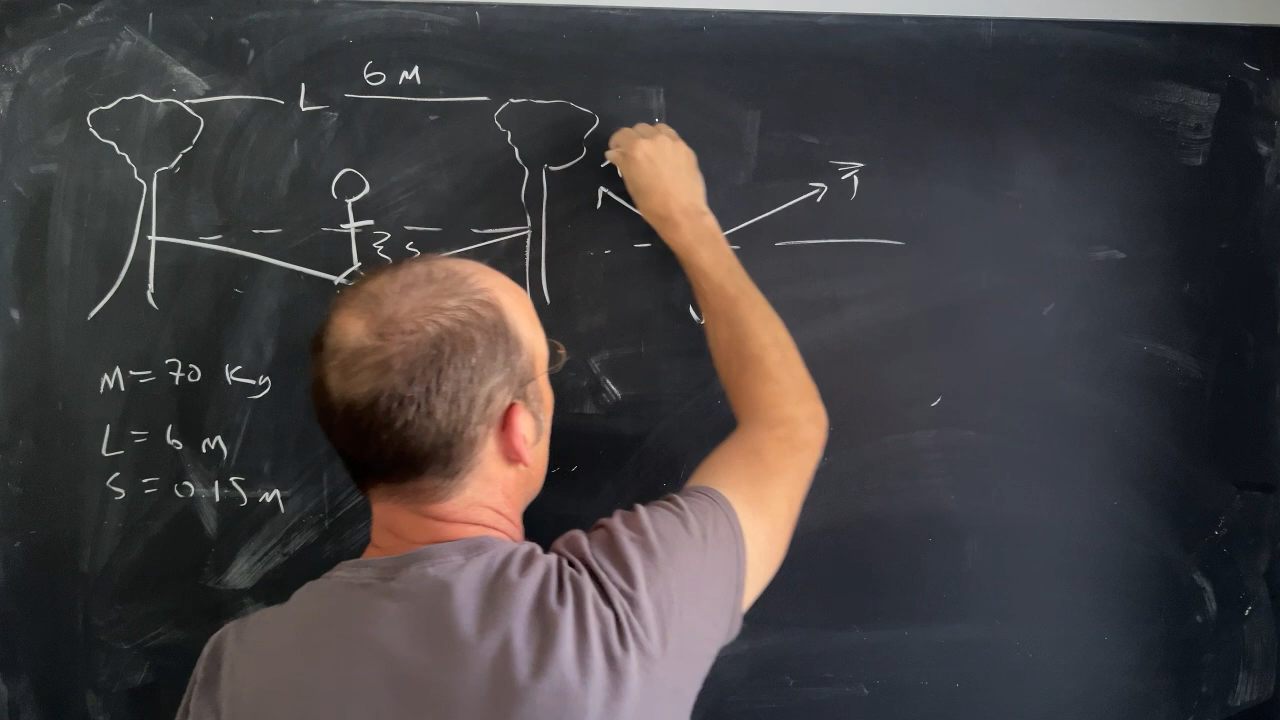 L 6 M
S
T
M = 70 Kg
L = 6 M
S = 0.15 M